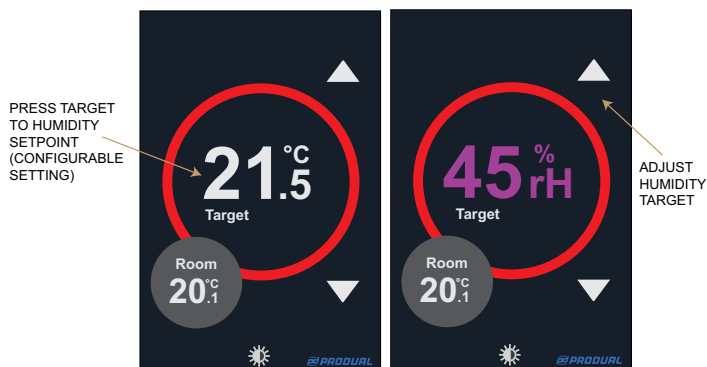 PRESS TARGET
TO HUMIDITY
SETPOINT
(CONFIGURABLE
SETTING)
21.5 °C
Target
Room
20.1 °C
PRODUAL
45 % rH
Target
Room
20.1 °C
PRODUAL
ADJUST
HUMIDITY
TARGET